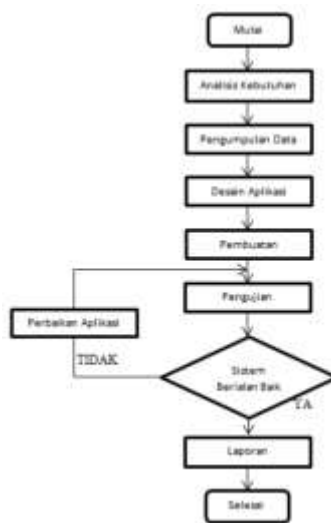 Mulai
Analisis Kebutuhan
Pengumpulan Data
Desain Aplikasi
Pembuatan
Pengujian
Perbaikan Aplikasi
TIDAK
Sistem
Berjalan Baik
YA
Laporan
Selesai